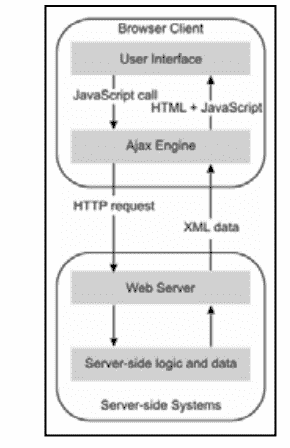 Browser Client
User Interface
JavaScript call
HTML + JavaScript
Ajax Engine
HTTP request
XML data
Web Server
Server-side logic and data
Server-side Systems